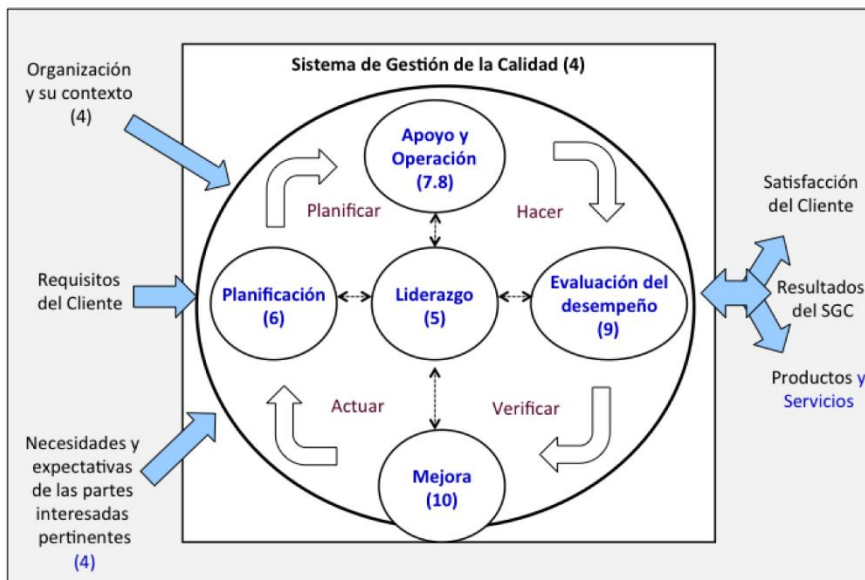 Sistema de Gestión de la Calidad (4)
Organización
y su contexto
(4)
Requisitos
del Cliente
Necesidades y
expectativas
de las partes
interesadas
pertinentes
(4)
Apoyo y
Operación
(7.8)
Planificar
Hacer
Planificación
(6)
Liderazgo
(5)
Evaluación del
desempeño
(9)
Actuar
Verificar
Mejora
(10)
Satisfacción
del Cliente
Resultados
del SGC
Productos y
Servicios